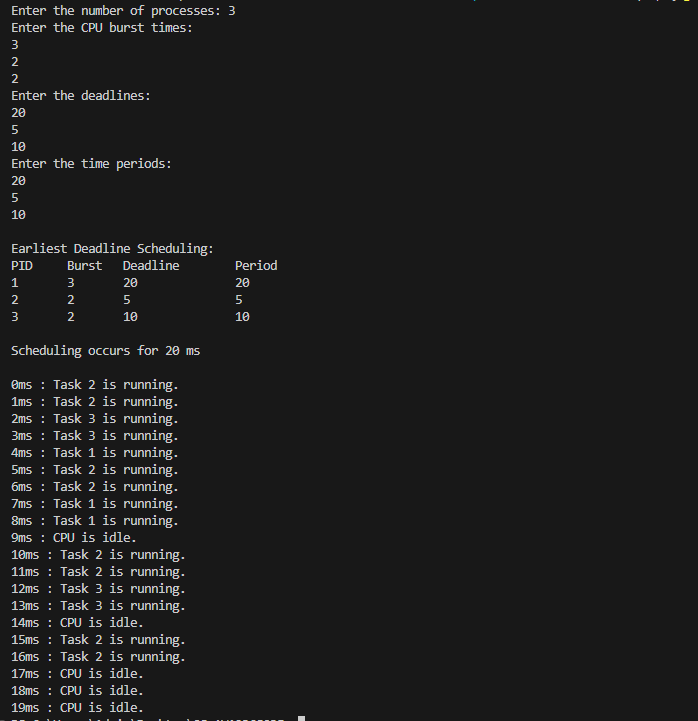 Enter the number of processes: 3
Enter the CPU burst times:
3
2
2
Enter the deadlines:
20
5
10
Enter the time periods:
20
5
10
Earliest Deadline Scheduling:
PID Burst Deadline Period
1 3 20 20
2 2 5 5
3 2 10 10
Scheduling occurs for 20 ms
0ms : Task 2 is running.
1ms : Task 2 is running.
2ms : Task 3 is running.
3ms : Task 3 is running.
4ms : Task 1 is running.
5ms : Task 2 is running.
6ms : Task 2 is running.
7ms : Task 1 is running.
8ms : Task 1 is running.
9ms : CPU is idle.
10ms : Task 2 is running.
11ms : Task 2 is running.
12ms : Task 3 is running.
13ms : Task 3 is running.
14ms : CPU is idle.
15ms : Task 2 is running.
16ms : Task 2 is running.
17ms : CPU is idle.
18ms : CPU is idle.
19ms : CPU is idle.